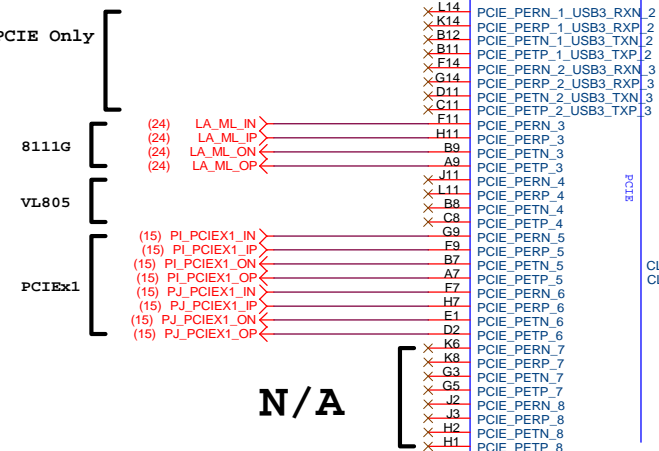 L14 PCIE_PERN_1_USB3_RXN_2
K14 PCIE_PERP_1_USB3_RXP_2
B12 PCIE_PETN_1_USB3_TXN_2
PCIE Only B11 PCIE_PETP_1_USB3_TXP_2
F14 PCIE_PERN_2_USB3_RXN_3
G14 PCIE_PERP_2_USB3_RXP_3
D11 PCIE_PETN_2_USB3_TXN_3
C11 PCIE_PETP_2_USB3_TXP_3
(24) LA_ML_IN F11 PCIE_PERN_3
(24) LA_ML_IP H11 PCIE_PERP_3
8111G (24) LA_ML_ON B9 PCIE_PETN_3
(24) LA_ML_OP A9 PCIE_PETP_3
J11 PCIE_PERN_4
L11 PCIE_PERP_4
VL805 B8 PCIE_PETN_4
C8 PCIE_PETP_4
PCIE
(15) PI_PCIEX1_IN G9 PCIE_PERN_5
(15) PI_PCIEX1_IP F9 PCIE_PERP_5
(15) PI_PCIEX1_ON B7 PCIE_PETN_5 CL
(15) PI_PCIEX1_OP A7 PCIE_PETP_5 CL
PCIEx1 (15) PJ_PCIEX1_IN F7 PCIE_PERN_6
(15) PJ_PCIEX1_IP H7 PCIE_PERP_6
(15) PJ_PCIEX1_ON E1 PCIE_PETN_6
(15) PJ_PCIEX1_OP D2 PCIE_PETP_6
K6 PCIE_PERN_7
K8 PCIE_PERP_7
G3 PCIE_PETN_7
G5 PCIE_PETP_7
N/A J2 PCIE_PERN_8
J3 PCIE_PERP_8
H2 PCIE_PETN_8
H1 PCIE_PETP_8